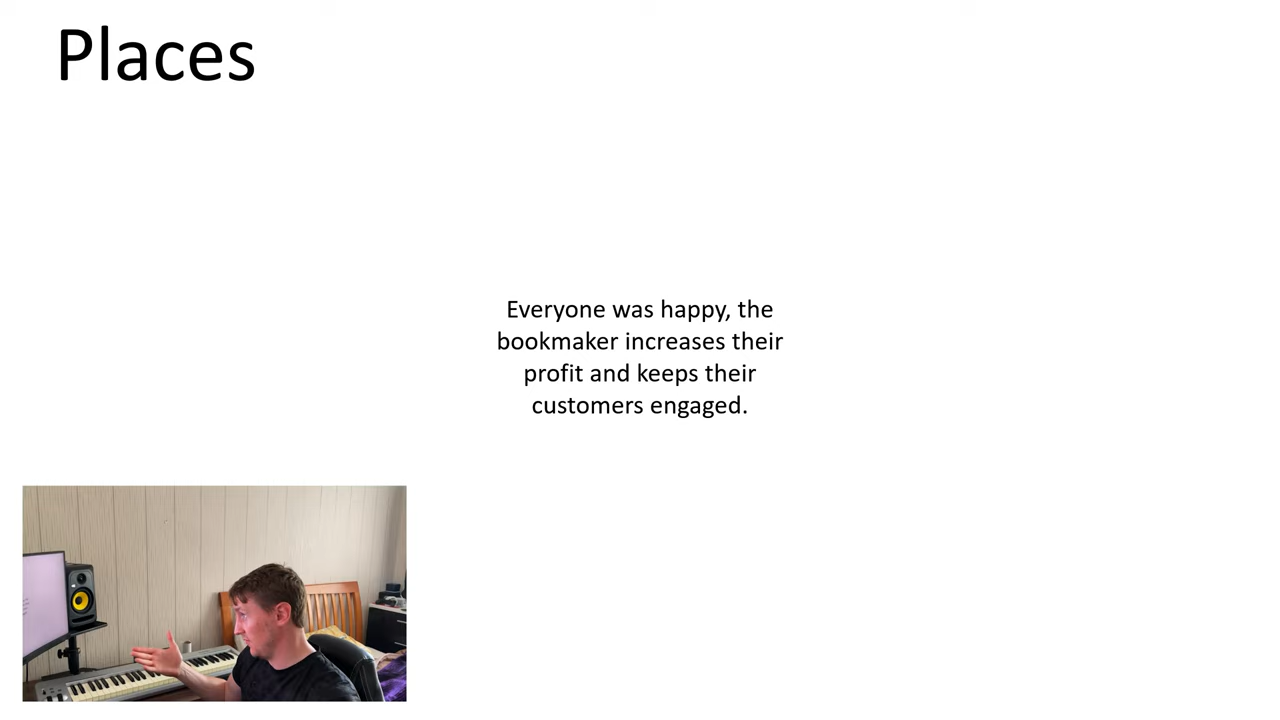 Places
Everyone was happy, the
bookmaker increases their
profit and keeps their
customers engaged.